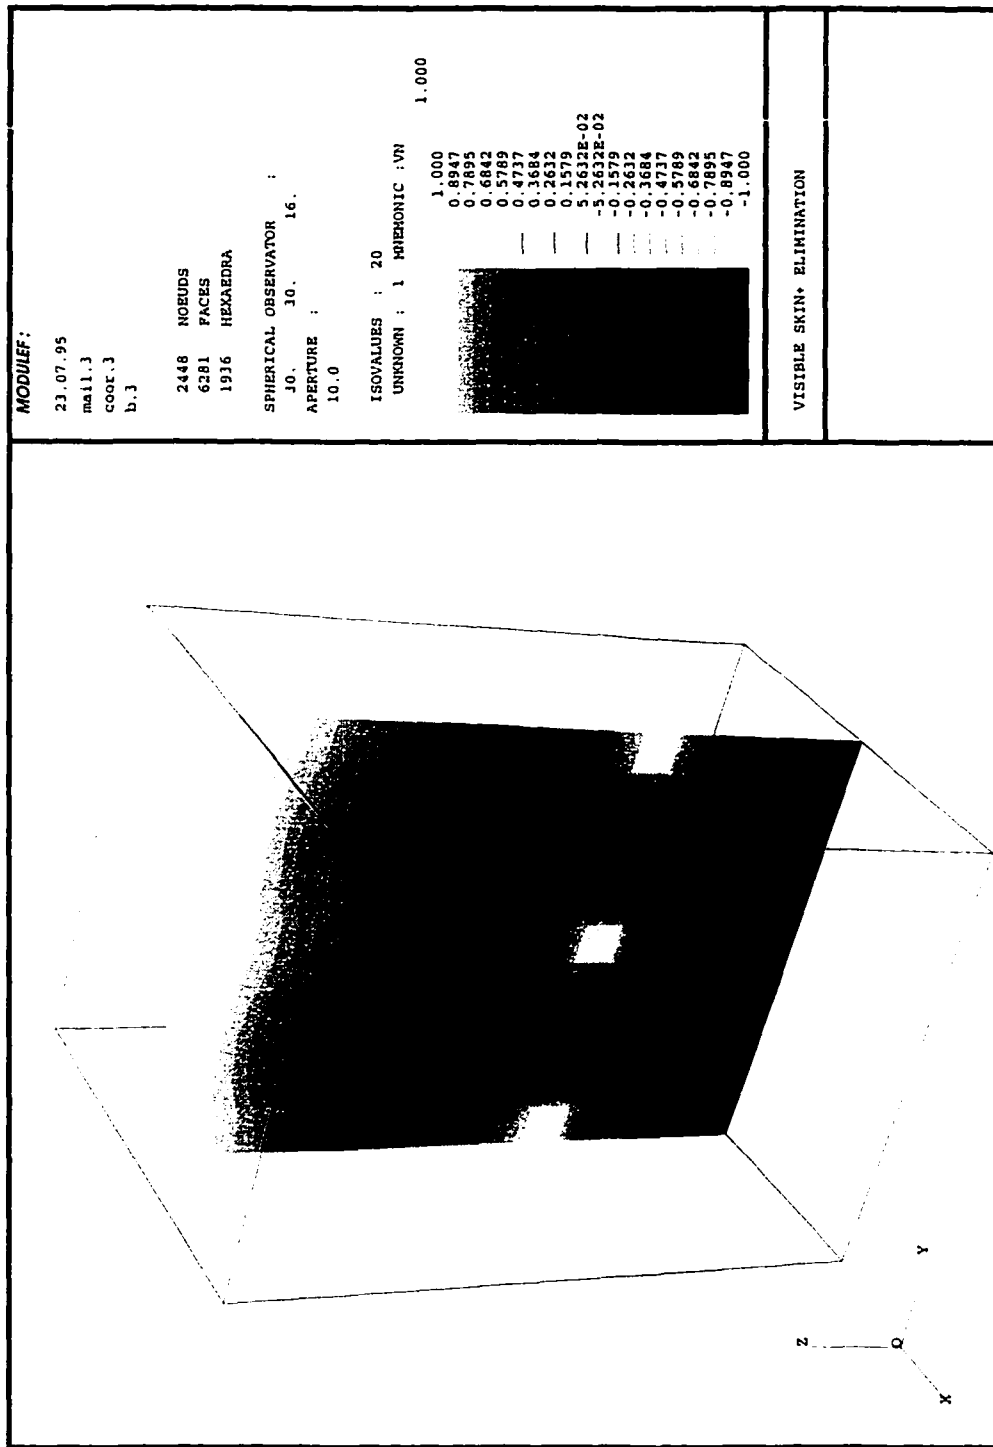 MODULEF :
23.07.95
mail.3
coor.3
b.3
2448 NOEUDS
6281 FACES
1936 HEXAEDRA
SPHERICAL OBSERVATOR :
30. 30. 16.
APERTURE :
10.0
ISOVALUES : 20
UNKNOWN : 1 MNEMONIC :VN 1.000
1.000
0.8947
0.7895
0.6842
0.5789
0.4737
0.3684
0.2632
0.1579
5.2632E-02
-5.2632E-02
-0.1579
-0.2632
-0.3684
-0.4737
-0.5789
-0.6842
-0.7895
-0.8947
-1.000
VISIBLE SKIN+ ELIMINATION
Z
O
Y
X